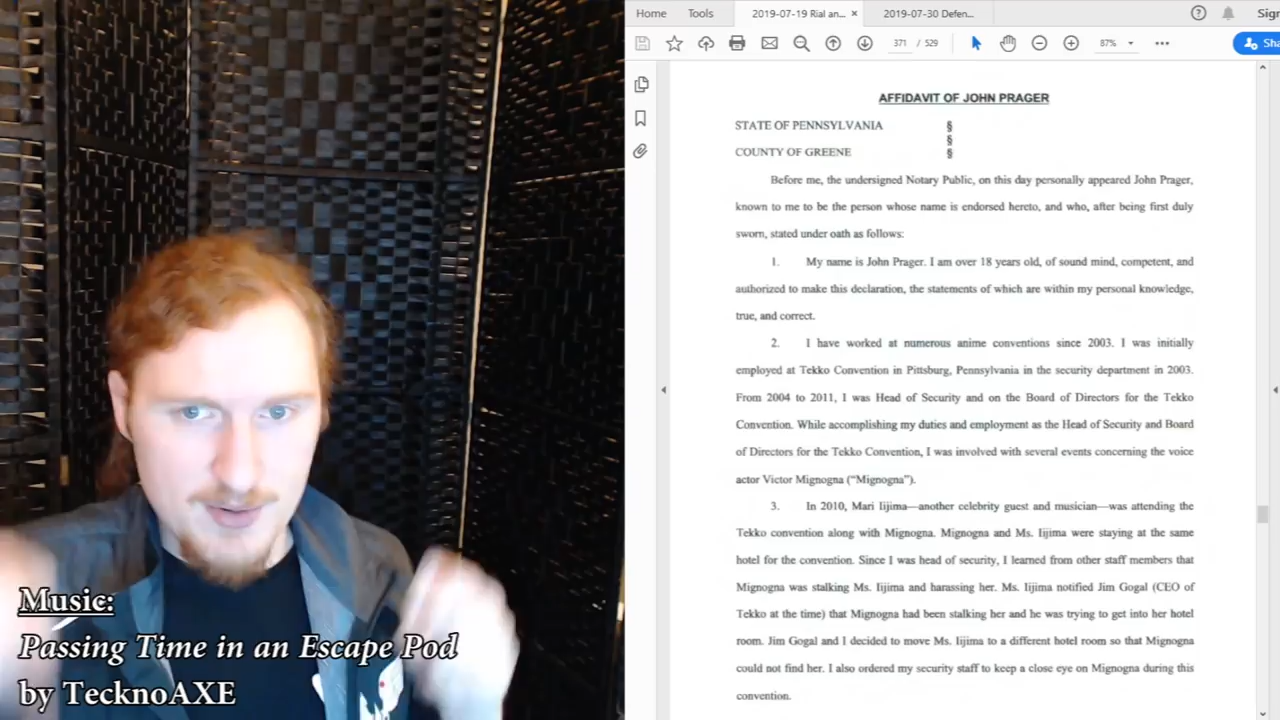 Home Tools 2019-07-19 Rial an... × 2019-07-30 Defen... Sign
371 / 529 87% Sha
AFFIDAVIT OF JOHN PRAGER
STATE OF PENNSYLVANIA §
§
COUNTY OF GREENE §
Before me, the undersigned Notary Public, on this day personally appeared John Prager,
known to me to be the person whose name is endorsed hereto, and who, after being first duly
sworn, stated under oath as follows:
1. My name is John Prager. I am over 18 years old, of sound mind, competent, and
authorized to make this declaration, the statements of which are within my personal knowledge,
true, and correct.
2. I have worked at numerous anime conventions since 2003. I was initially
employed at Tekko Convention in Pittsburg, Pennsylvania in the security department in 2003.
From 2004 to 2011, I was Head of Security and on the Board of Directors for the Tekko
Convention. While accomplishing my duties and employment as the Head of Security and Board
of Directors for the Tekko Convention, I was involved with several events concerning the voice
actor Victor Mignogna (“Mignogna”).
3. In 2010, Mari Iijima—another celebrity guest and musician—was attending the
Tekko convention along with Mignogna. Mignogna and Ms. Iijima were staying at the same
hotel for the convention. Since I was head of security, I learned from other staff members that
Mignogna was stalking Ms. Iijima and harassing her. Ms. Iijima notified Jim Gogal (CEO of
Tekko at the time) that Mignogna had been stalking her and he was trying to get into her hotel
room. Jim Gogal and I decided to move Ms. Iijima to a different hotel room so that Mignogna
could not find her. I also ordered my security staff to keep a close eye on Mignogna during this
convention.
Music:
Passing Time in an Escape Pod
by TecknoAXE